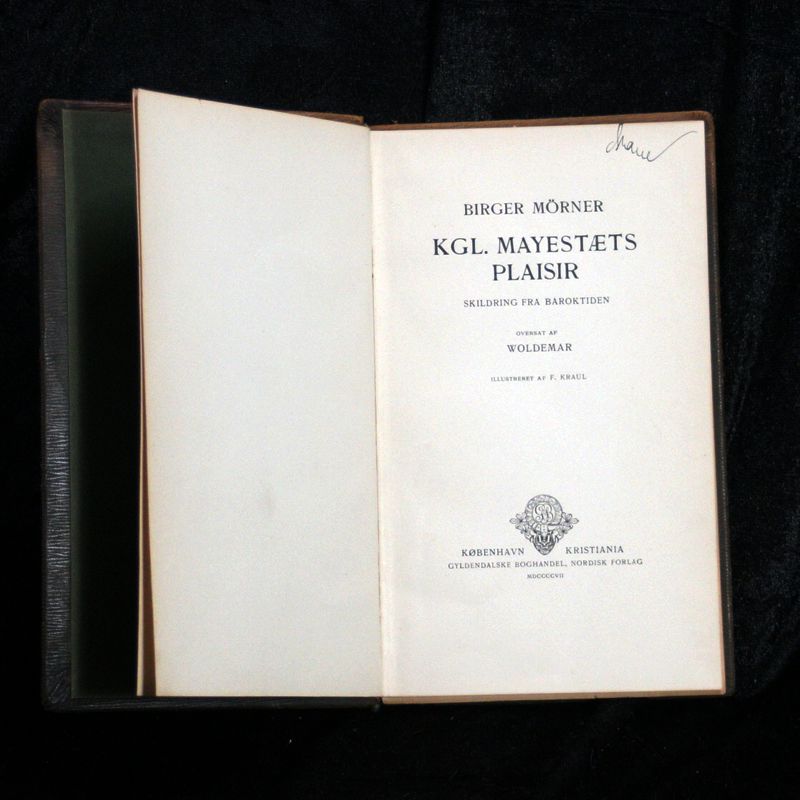 BIRGER MÖRNER
KGL. MAYESTÆTS
PLAISIR
SKILDRING FRA BAROKTIDEN
OVERSAT AF
WOLDEMAR
ILLUSTRERET AF F. KRAUL
KØBENHAVN KRISTIANIA
GYLDENDALSKE BOGHANDEL, NORDISK FORLAG
MDCCCCVII